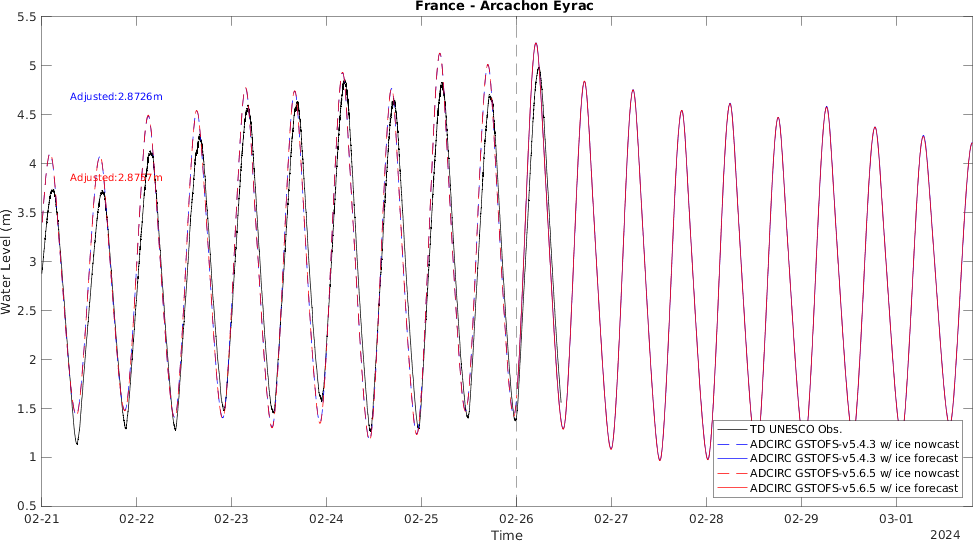 France - Arcachon Eyrac
5.5
5
4.5
4
3.5
3
2.5
2
1.5
1
0.5
Water Level (m)
Adjusted:2.8726m
TD UNESCO Obs.
ADCIRC GSTOFS-v5.4.3 w/ ice nowcast
ADCIRC GSTOFS-v5.4.3 w/ ice forecast
ADCIRC GSTOFS-v5.6.5 w/ ice nowcast
ADCIRC GSTOFS-v5.6.5 w/ ice forecast
02-21 02-22 02-23 02-24 02-25 02-26 02-27 02-28 02-29 03-01
Time
2024